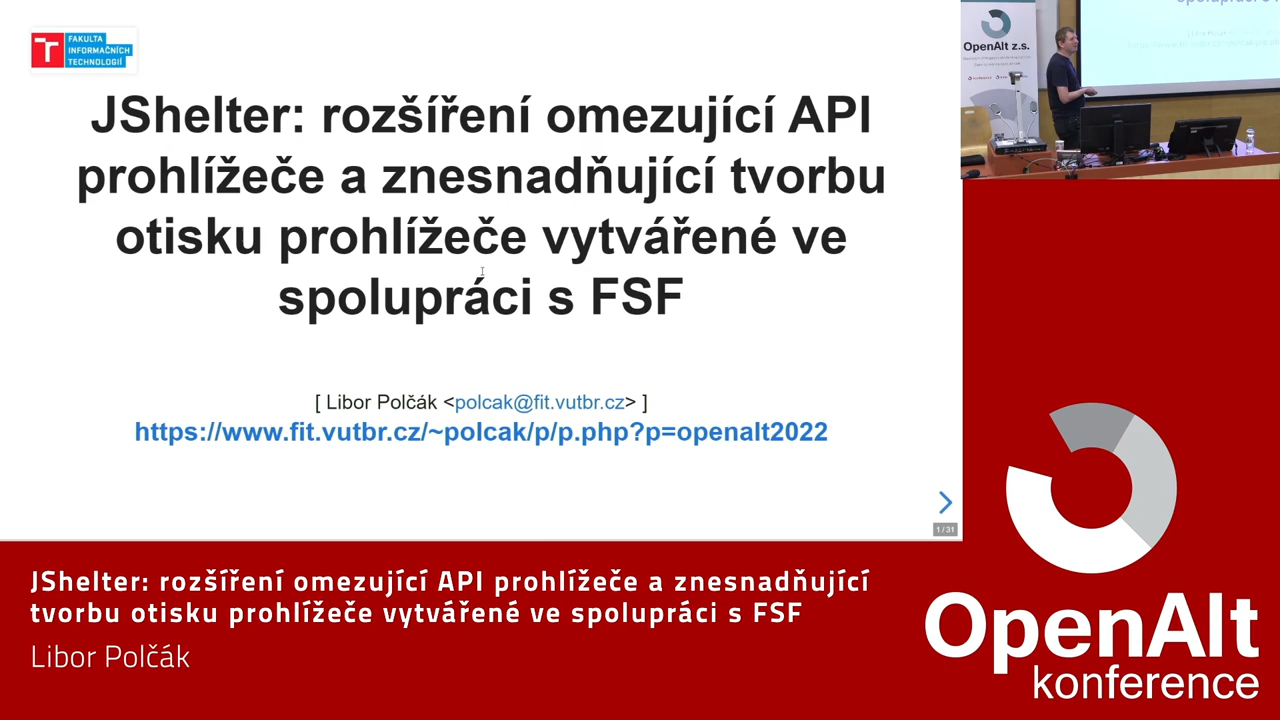 FAKULTA
INFORMAČNÍCH
TECHNOLOGIÍ
JShelter: rozšíření omezující API
prohlížeče a znesnadňující tvorbu
otisku prohlížeče vytvářené ve
spolupráci s FSF
[ Libor Polčák <polcak@fit.vutbr.cz> ]
https://www.fit.vutbr.cz/~polcak/p/p.php?p=openalt2022
1 / 31
OpenAlt z.s.
JShelter: rozšíření omezující API prohlížeče a znesnadňující
tvorbu otisku prohlížeče vytvářené ve spolupráci s FSF
Libor Polčák
OpenAlt
konference